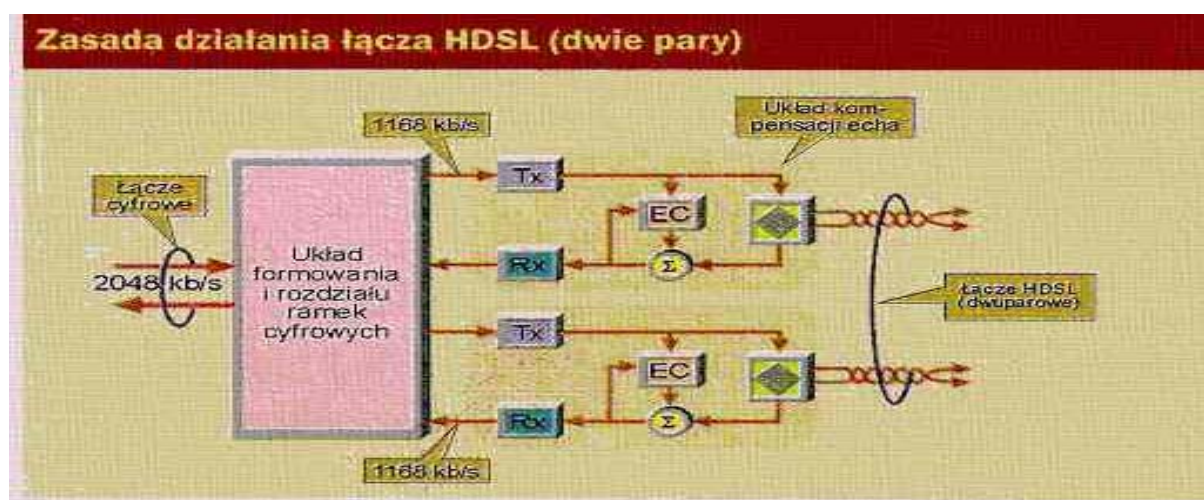 Zasada działania łącza HDSL (dwie pary)
Układ kom-
pensacji echa
1168 kb/s
Tx
Łącze
cyfrowe
EC
Układ
formowania
i rozdziału
ramek
cyfrowych
Rx
Σ
2048 kb/s
Łącze HDSL
(dwuparowe)
Tx
EC
Rx
Σ
1168 kb/s